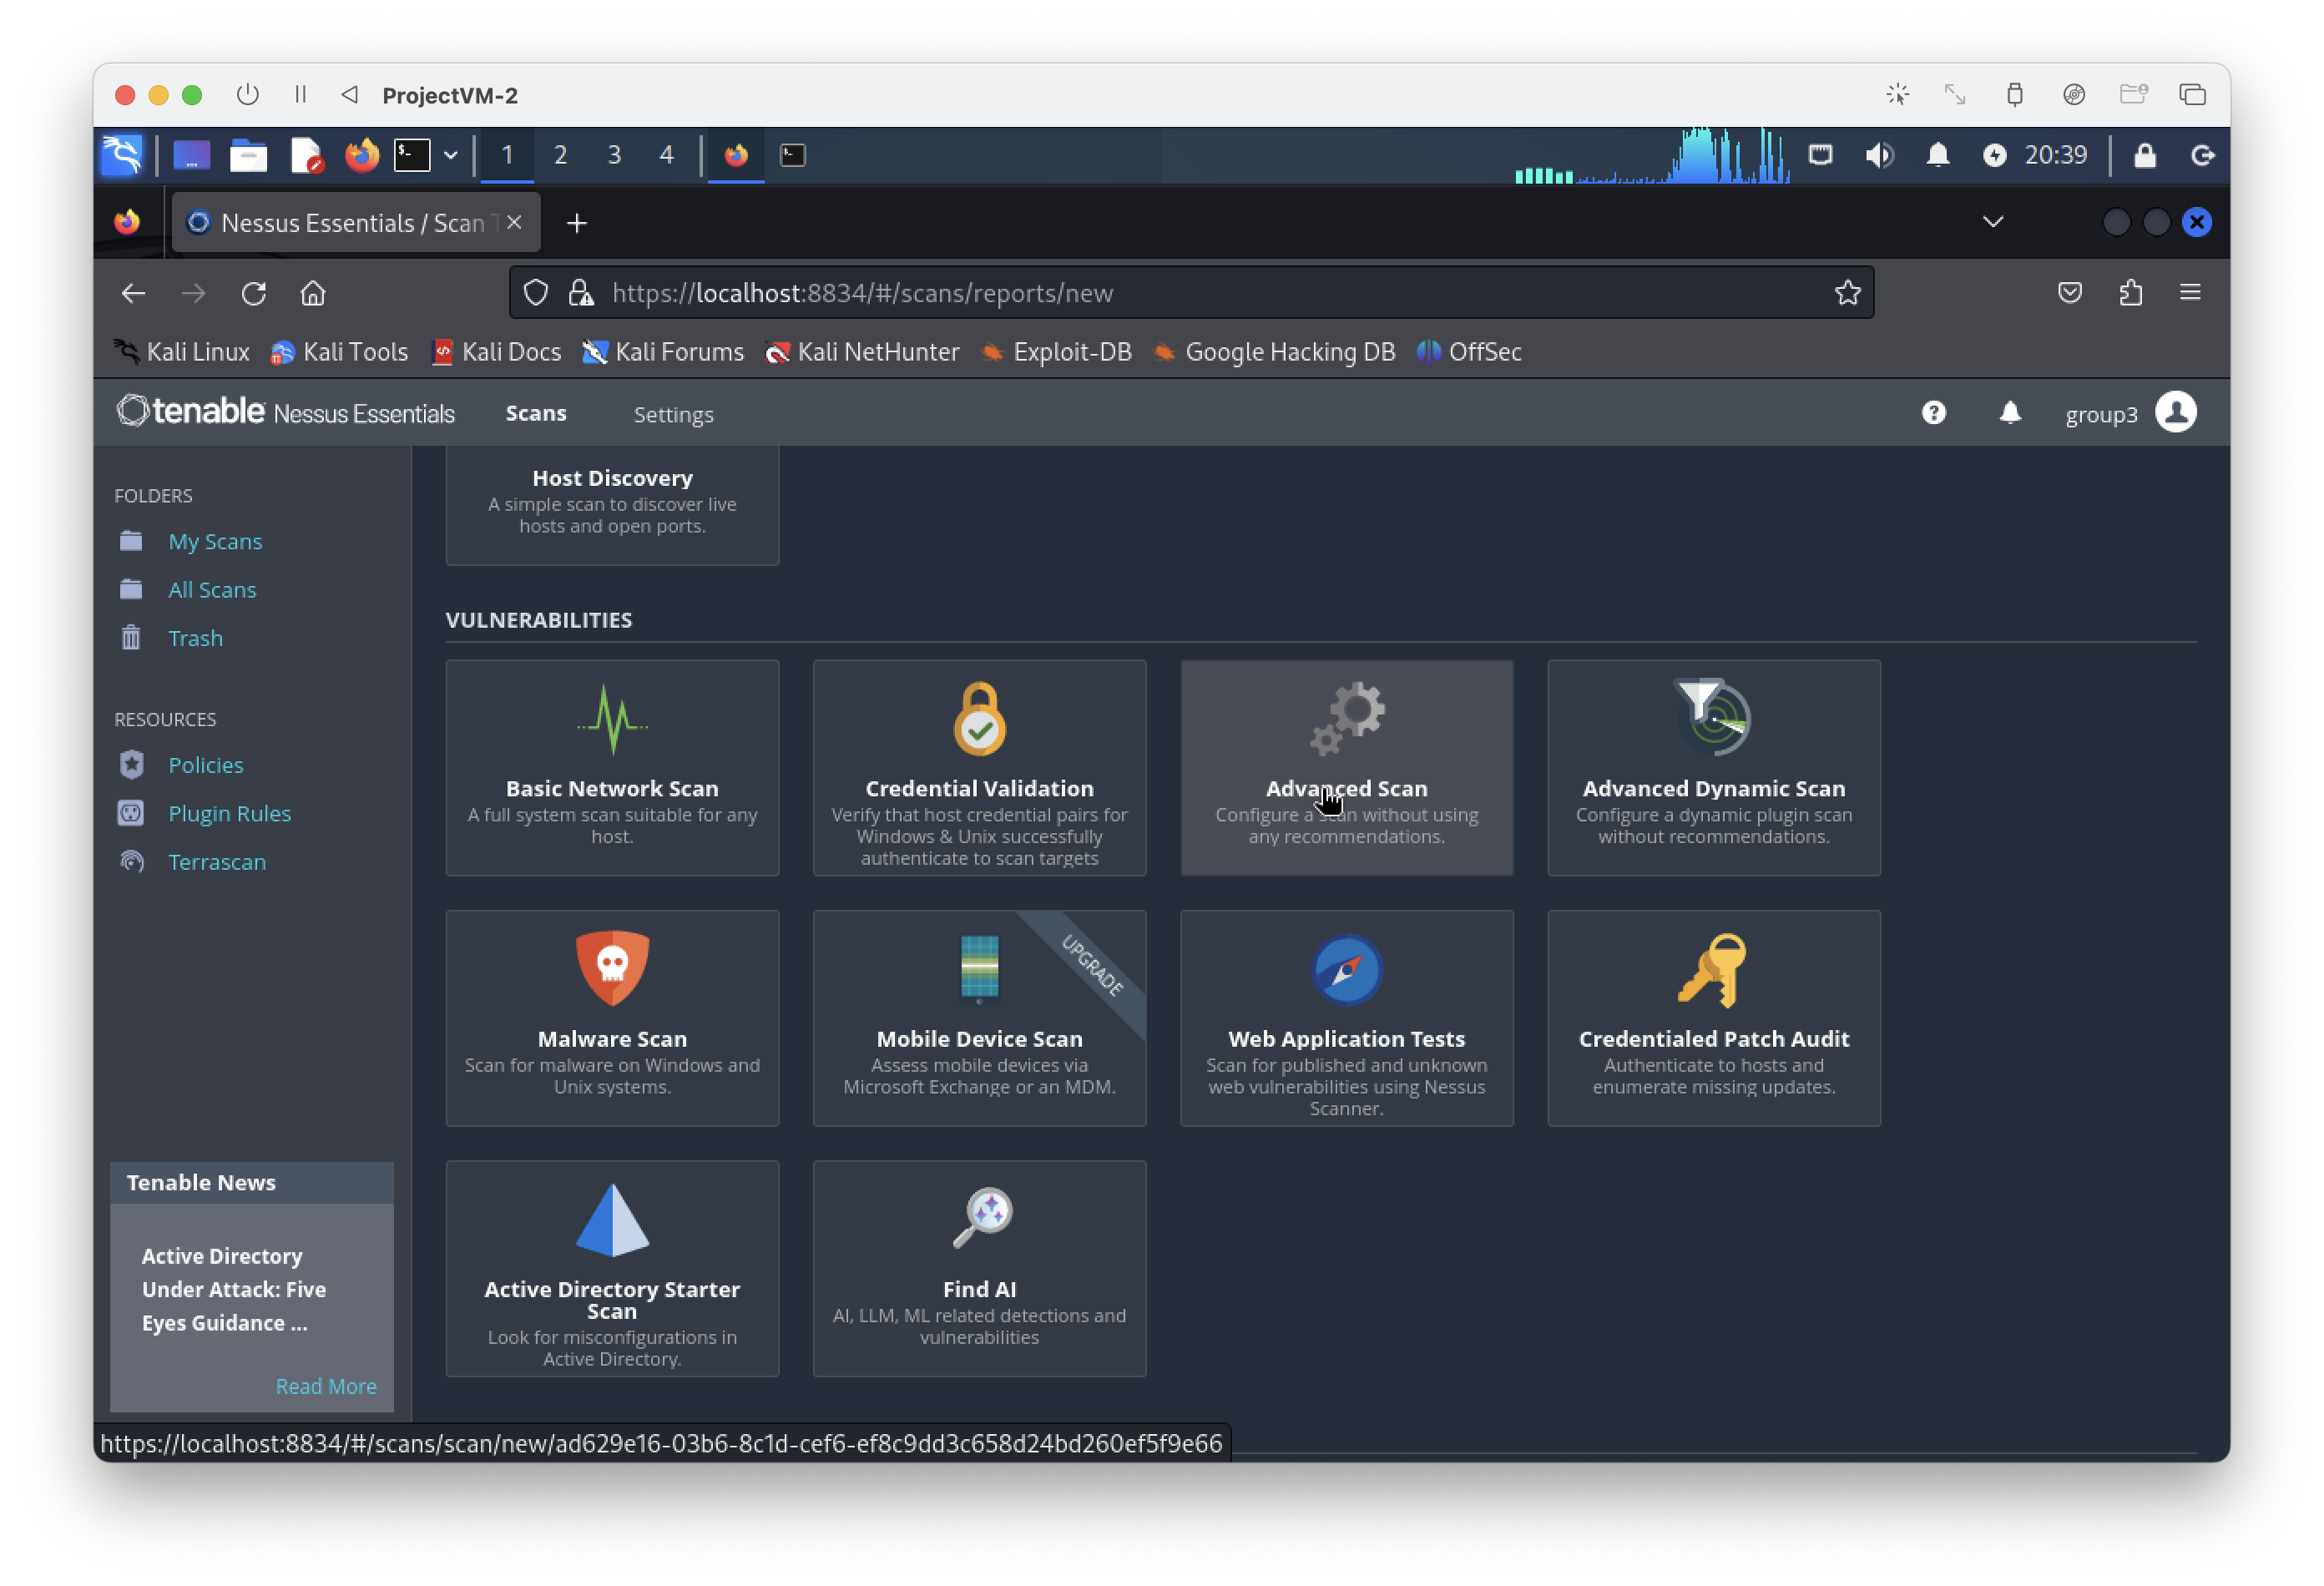 ProjectVM-2
1 2 3 4
20:39
Nessus Essentials / Scan T
https://localhost:8834/#/scans/reports/new
Kali Linux Kali Tools Kali Docs Kali Forums Kali NetHunter Exploit-DB Google Hacking DB OffSec
tenable Nessus Essentials Scans Settings group3
FOLDERS
My Scans
All Scans
Trash
RESOURCES
Policies
Plugin Rules
Terrascan
Tenable News
Active Directory
Under Attack: Five
Eyes Guidance ...
Read More
Host Discovery
A simple scan to discover live
hosts and open ports.
VULNERABILITIES
Basic Network Scan
A full system scan suitable for any
host.
Credential Validation
Verify that host credential pairs for
Windows & Unix successfully
authenticate to scan targets
Advanced Scan
Configure a scan without using
any recommendations.
Advanced Dynamic Scan
Configure a dynamic plugin scan
without recommendations.
Malware Scan
Scan for malware on Windows and
Unix systems.
UPGRADE
Mobile Device Scan
Assess mobile devices via
Microsoft Exchange or an MDM.
Web Application Tests
Scan for published and unknown
web vulnerabilities using Nessus
Scanner.
Credentialed Patch Audit
Authenticate to hosts and
enumerate missing updates.
Active Directory Starter
Scan
Look for misconfigurations in
Active Directory.
Find AI
AI, LLM, ML related detections and
vulnerabilities
https://localhost:8834/#/scans/scan/new/ad629e16-03b6-8c1d-cef6-ef8c9dd3c658d24bd260ef5f9e66